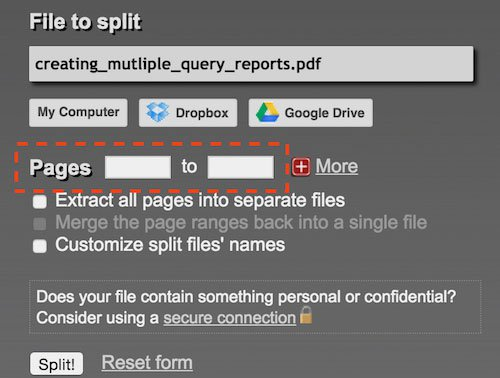 File to split
creating_mutliple_query_reports.pdf
My Computer Dropbox Google Drive
Pages to More
Extract all pages into separate files
Merge the page ranges back into a single file
Customize split files' names
Does your file contain something personal or confidential?
Consider using a secure connection
Split! Reset form